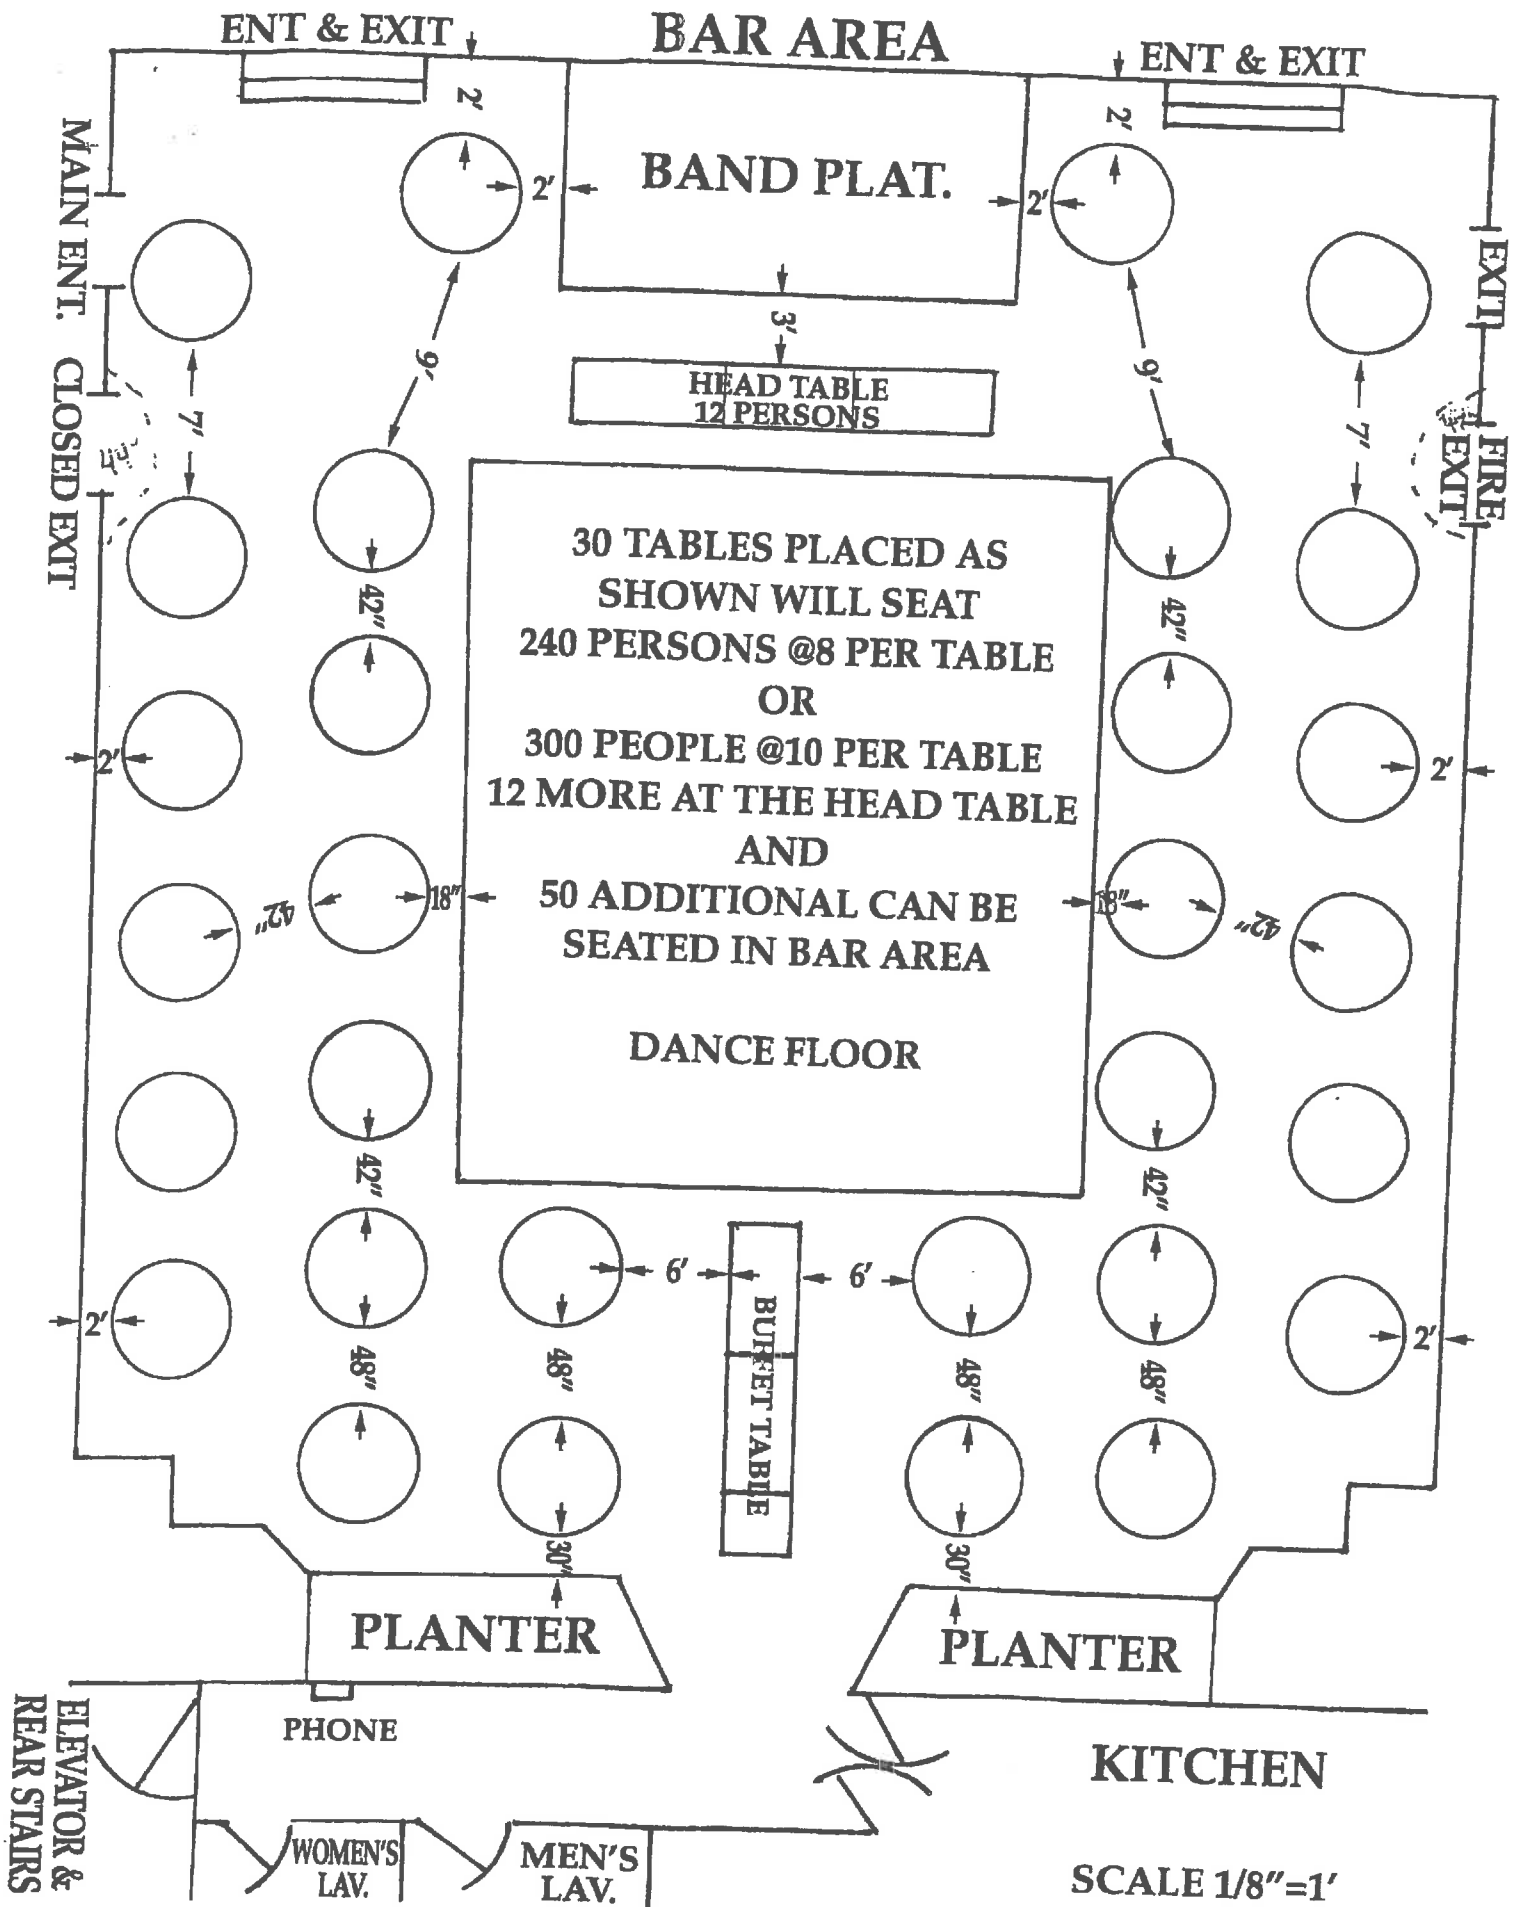 ENT & EXIT
BAR AREA
ENT & EXIT
2'
2'
MAIN ENT.
BAND PLAT.
2'
2'
EXIT
3'
9'
9'
HEAD TABLE
12 PERSONS
7'
7'
CLOSED EXIT
44"
FIRE
EXIT
30 TABLES PLACED AS
SHOWN WILL SEAT
240 PERSONS @8 PER TABLE
OR
300 PEOPLE @10 PER TABLE
12 MORE AT THE HEAD TABLE
AND
50 ADDITIONAL CAN BE
SEATED IN BAR AREA
DANCE FLOOR
42"
42"
2'
2'
42"
18"
18"
42"
42"
42"
6'
6'
BUFFET TABLE
2'
2'
48"
48"
48"
48"
30"
30"
PLANTER
PLANTER
PHONE
ELEVATOR &
REAR STAIRS
KITCHEN
WOMEN'S
LAV.
MEN'S
LAV.
SCALE 1/8"=1'